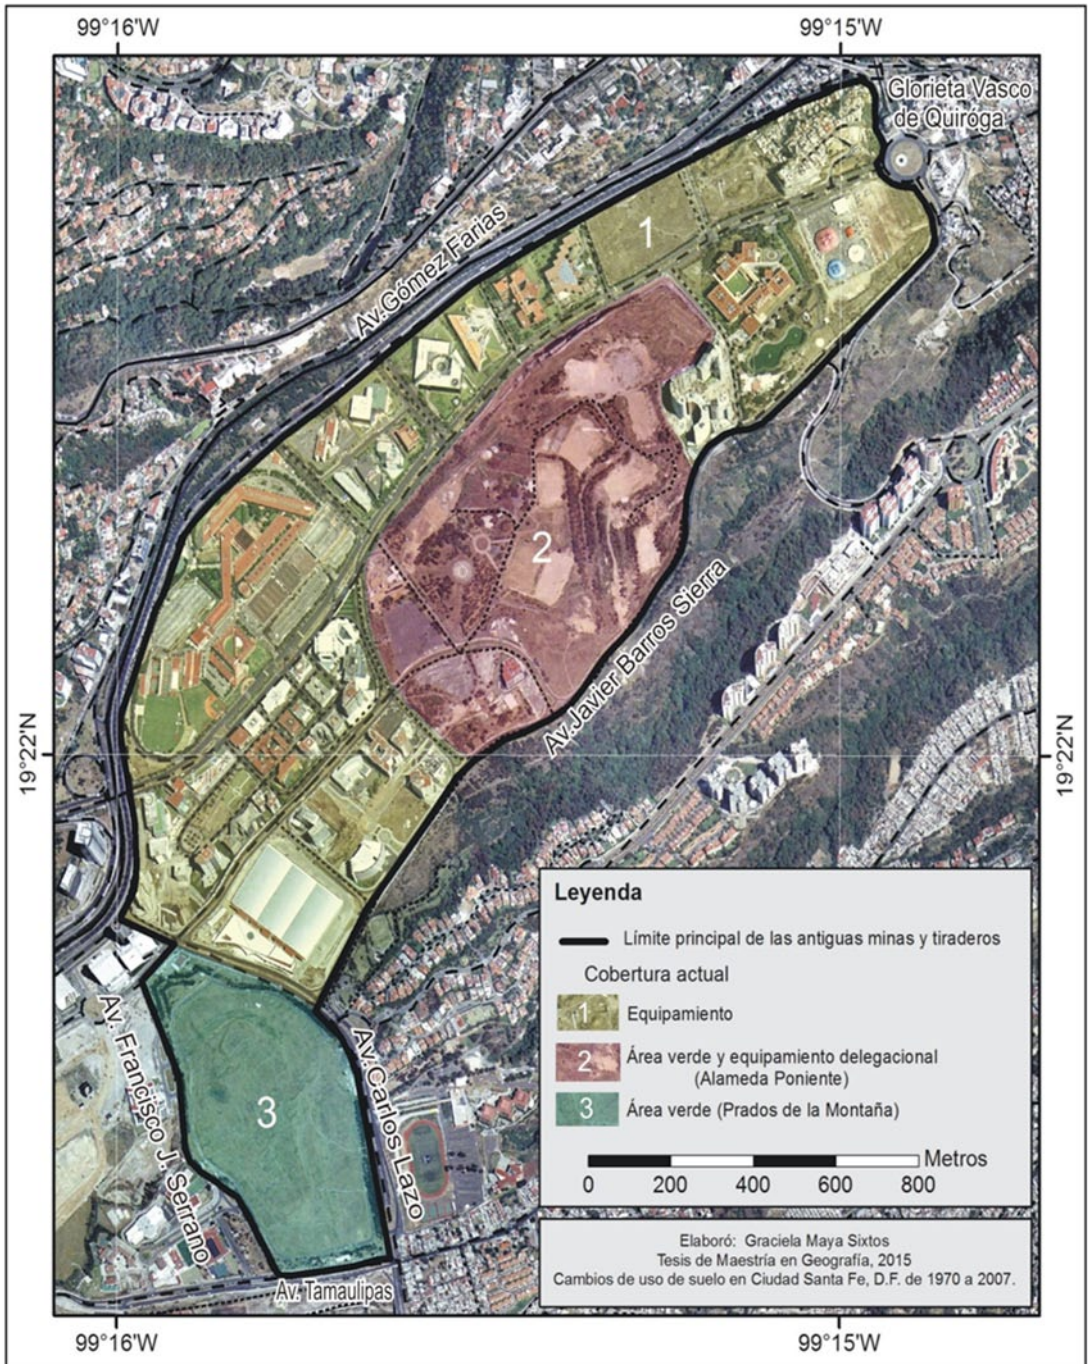 99°16'W
99°15'W
Glorieta Vasco
de Quiróga
1
Av.Gómez Farias
2
Av.Javier Barros Sierra
19°22'N
19°22'N
Leyenda
Límite principal de las antiguas minas y tiraderos
Cobertura actual
1 Equipamiento
2 Área verde y equipamiento delegacional
(Alameda Poniente)
3 Área verde (Prados de la Montaña)
Metros
0 200 400 600 800
Av. Francisco J. Serrano
Av. Carlos Lazo
3
Av. Tamaulipas
Elaboró: Graciela Maya Sixtos
Tesis de Maestría en Geografía, 2015
Cambios de uso de suelo en Ciudad Santa Fe, D.F. de 1970 a 2007.
99°16'W
99°15'W